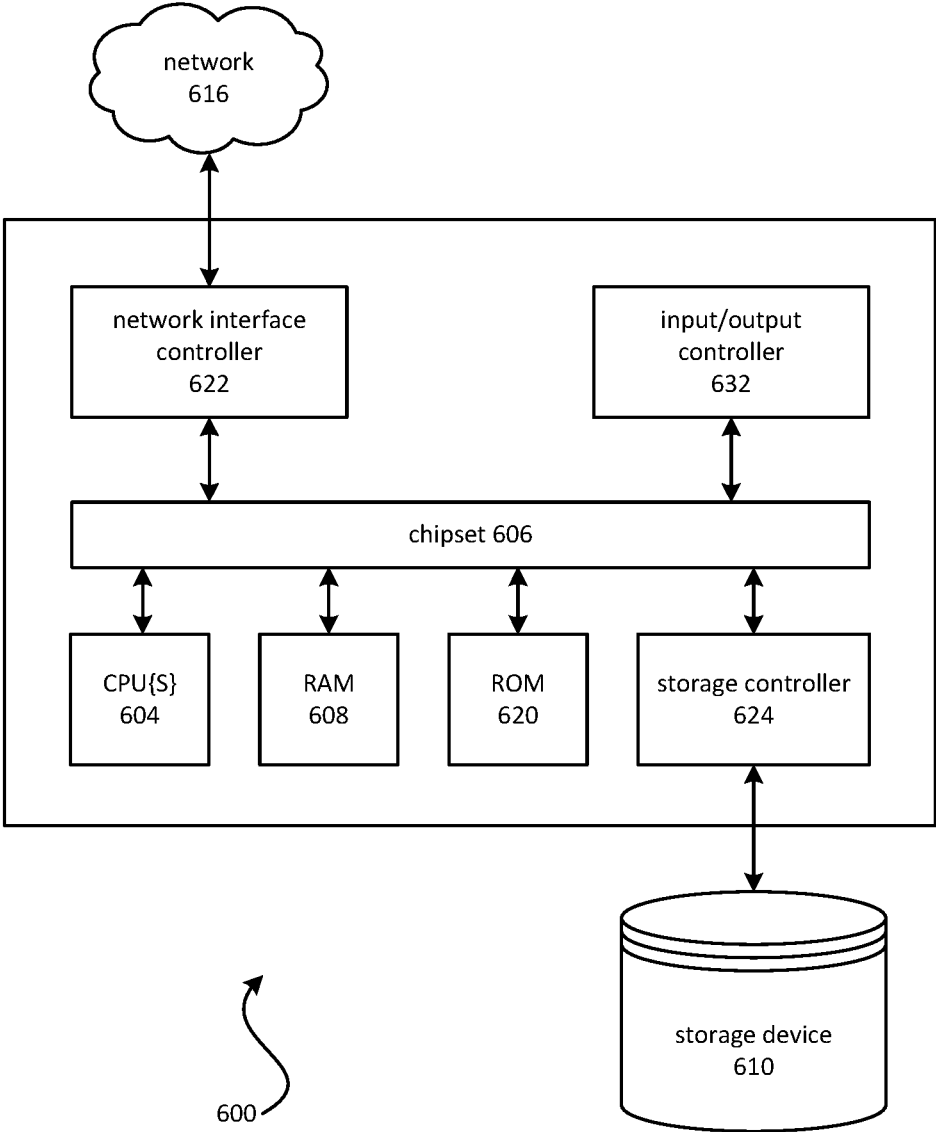 network
616
network interface
controller
622
input/output
controller
632
chipset 606
CPU{S}
604
RAM
608
ROM
620
storage controller
624
storage device
610
600